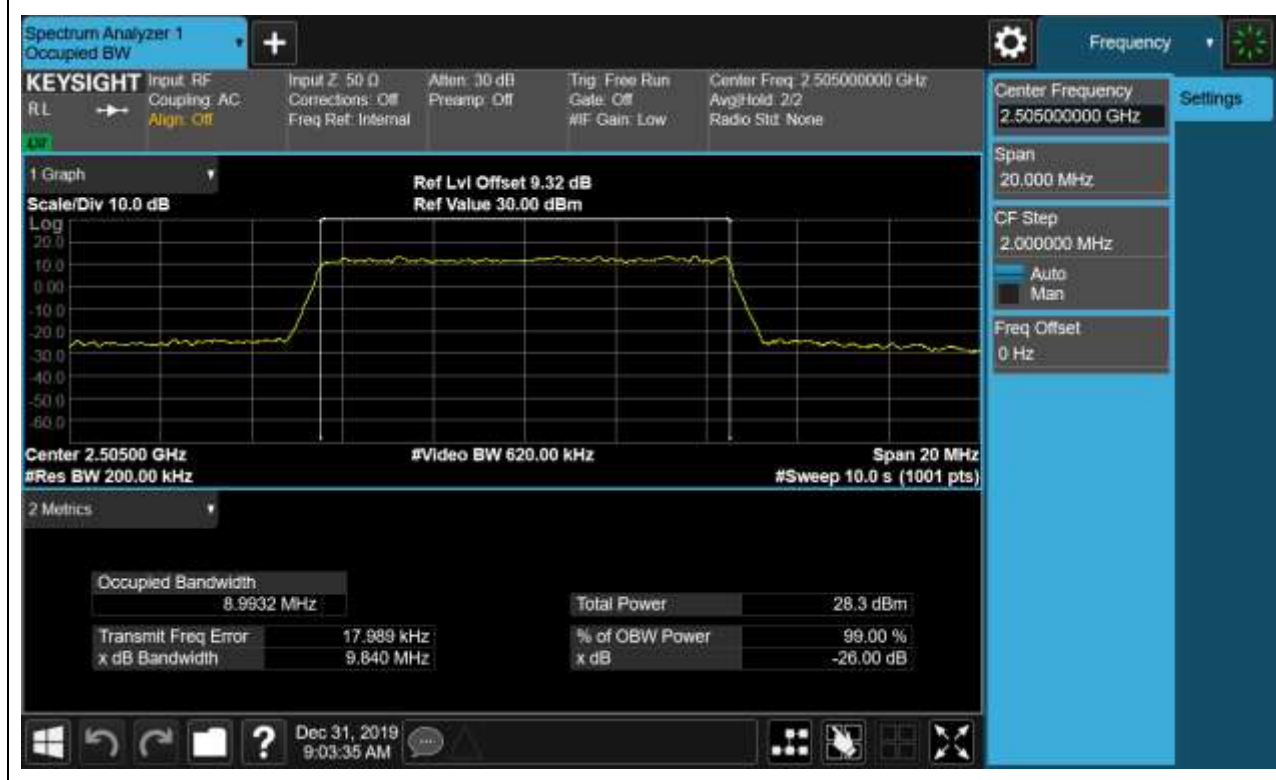 Spectrum Analyzer 1
Occupied BW
+
Frequency
KEYSIGHT
RL
Input: RF
Coupling: AC
Align: Off
Input Z: 50 Ω
Corrections: Off
Freq Ref: Internal
Atten: 30 dB
Preamp: Off
Trig: Free Run
Gate: Off
#IF Gain: Low
Center Freq: 2.505000000 GHz
Avg|Hold: 2/2
Radio Std: None
Center Frequency
2.505000000 GHz
Settings
Span
20.000 MHz
CF Step
2.000000 MHz
Auto
Man
Freq Offset
0 Hz
1 Graph
Scale/Div 10.0 dB
Ref Lvl Offset 9.32 dB
Ref Value 30.00 dBm
Log
20.0
10.0
0.00
-10.0
-20.0
-30.0
-40.0
-50.0
-60.0
Center 2.50500 GHz
#Video BW 620.00 kHz
Span 20 MHz
#Res BW 200.00 kHz
#Sweep 10.0 s (1001 pts)
2 Metrics
Occupied Bandwidth
8.9932 MHz
Total Power 28.3 dBm
Transmit Freq Error 17.989 kHz
% of OBW Power 99.00 %
x dB Bandwidth 9.840 MHz
x dB -26.00 dB
?
Dec 31, 2019
9:03:35 AM